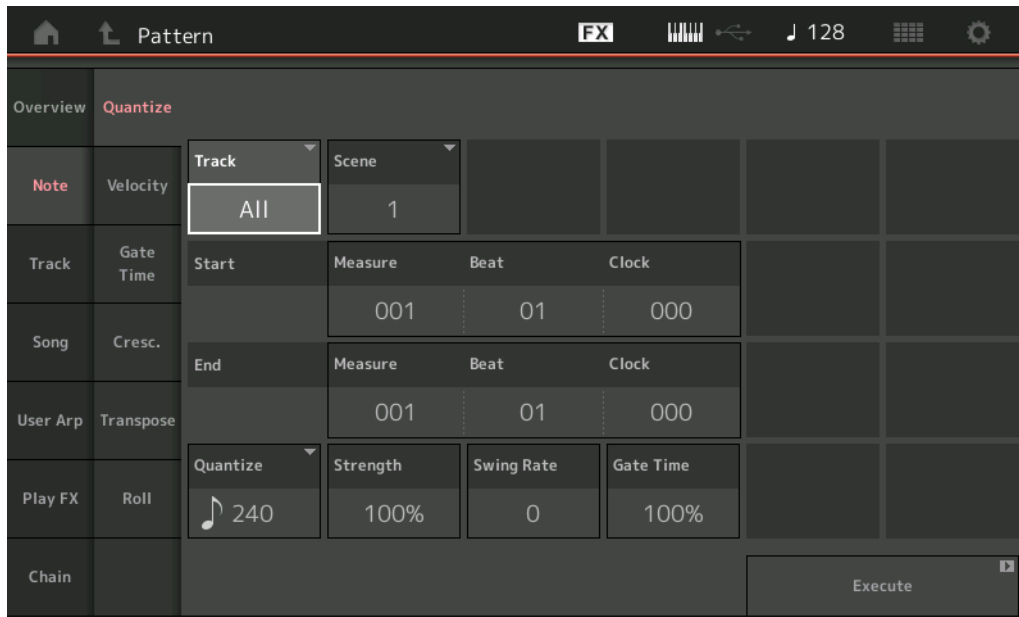 Pattern
FX
128
Overview
Quantize
Note
Velocity
Track
Scene
All
1
Track
Gate
Time
Start
Measure
Beat
Clock
001
01
000
Song
Cresc.
End
Measure
Beat
Clock
001
01
000
User Arp
Transpose
Quantize
Strength
Swing Rate
Gate Time
240
100%
0
100%
Play FX
Roll
Chain
Execute